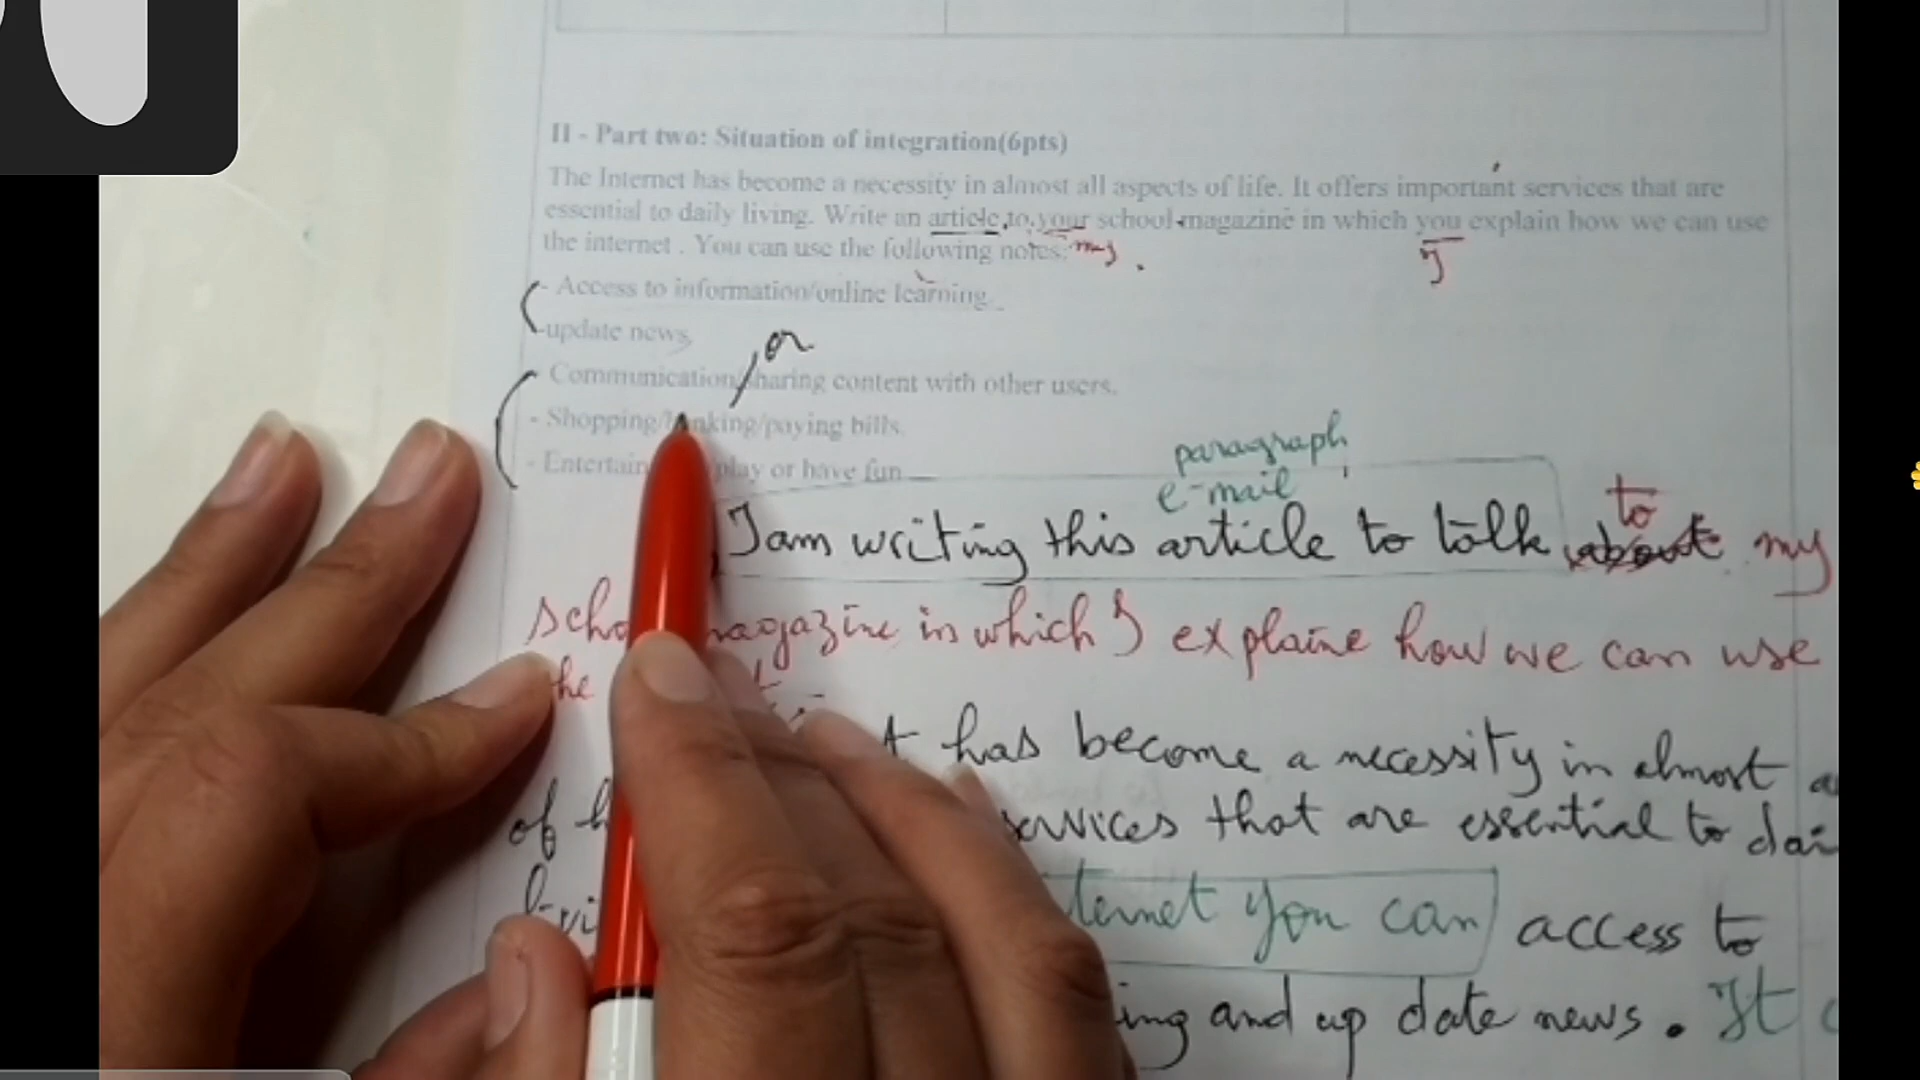 II - Part two: Situation of integration(6pts)
The Internet has become a necessity in almost all aspects of life. It offers important services that are
essential to daily living. Write an article to your school magazine in which you explain how we can use
the internet . You can use the following notes: my I
- Access to information/online learning.
-update news
or
- Communication/sharing content with other users.
- Shopping/banking/paying bills.
- Entertain play or have fun
paragraph
e-mail
to
I am writing this article to talk about my
magazine in which I explaine how we can use
he
has become a necessity in almost
of services that are essential to
ternet you can access to
ing and up date news. It